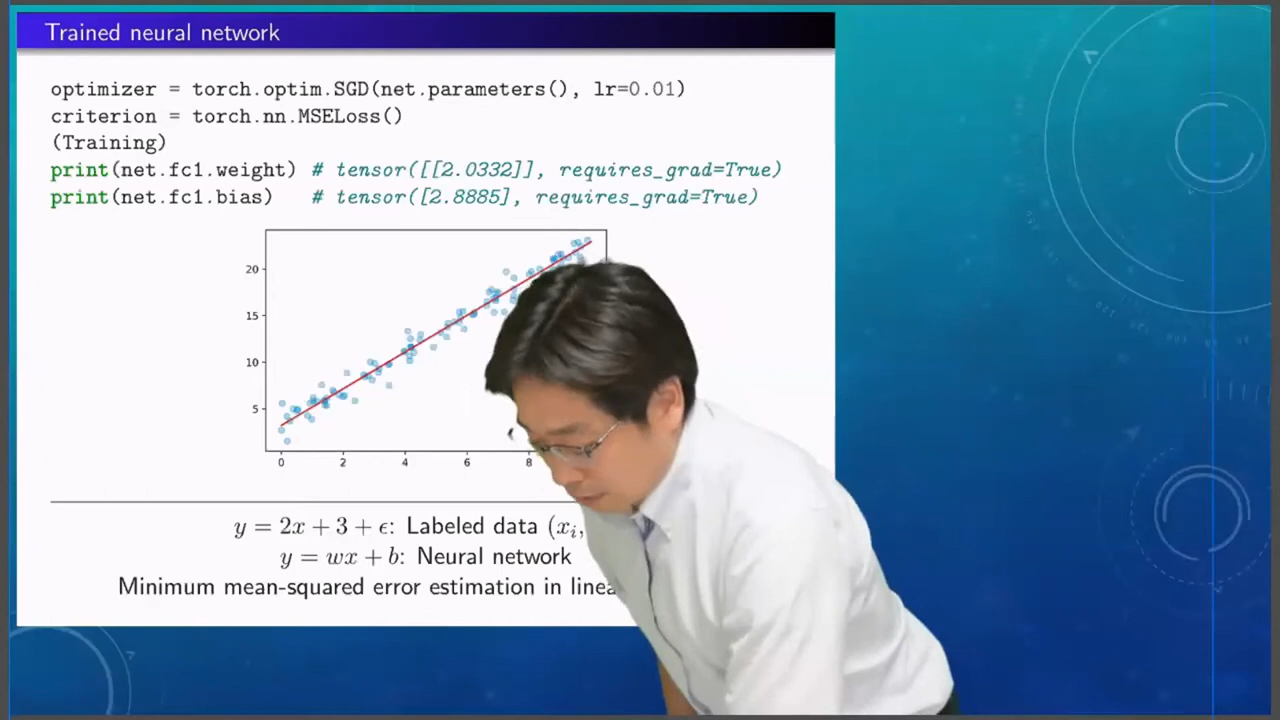 Trained neural network
optimizer = torch.optim.SGD(net.parameters(), lr=0.01)
criterion = torch.nn.MSELoss()
(Training)
print(net.fc1.weight) # tensor([[2.0332]], requires_grad=True)
print(net.fc1.bias) # tensor([2.8885], requires_grad=True)
20
15
10
5
0 2 4 6 8
y = 2x + 3 + ϵ: Labeled data (xᵢ,
y = wx + b: Neural network
Minimum mean-squared error estimation in